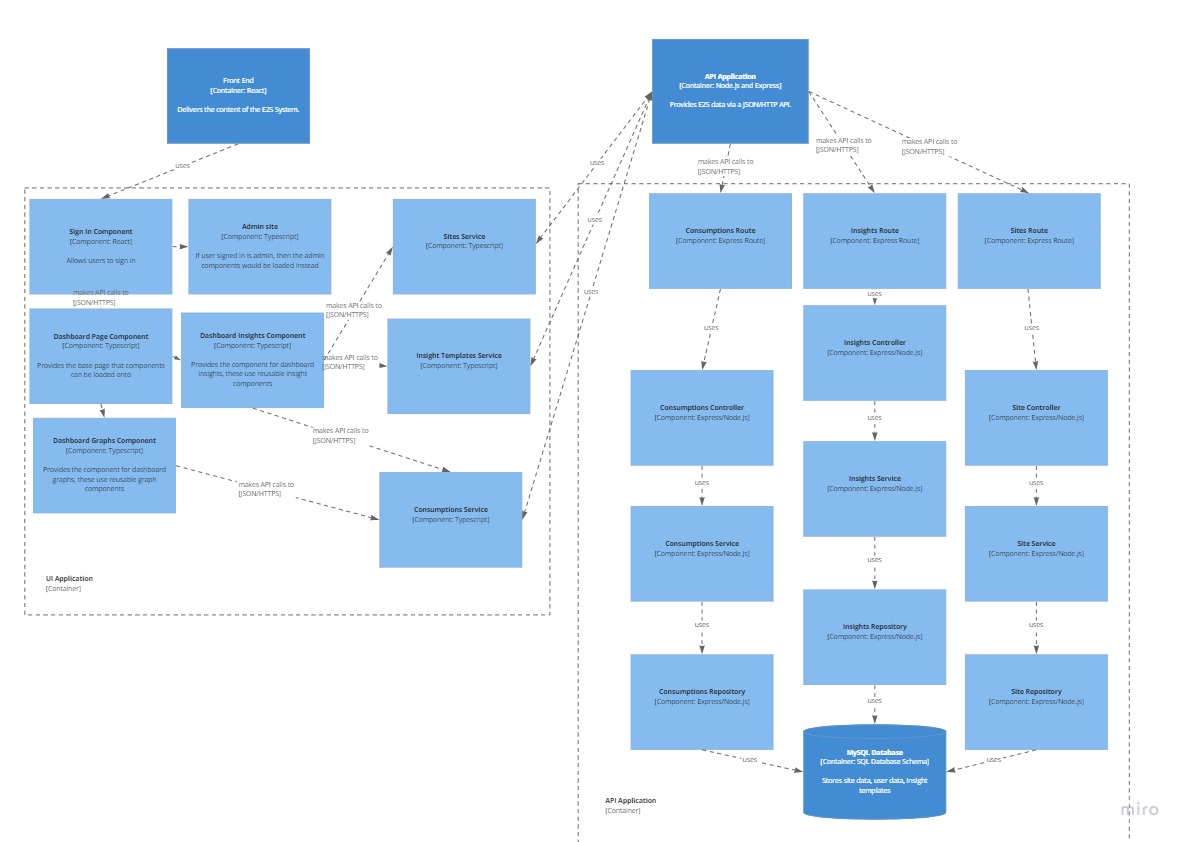 Front End
[Container: React]
Delivers the content of the E2S System.
API Application
[Container: Node.js and Express]
Provides E2S data via a JSON/HTTP API.
uses
uses
uses
uses
makes API calls to
[JSON/HTTPS]
makes API calls to
[JSON/HTTPS]
makes API calls to
[JSON/HTTPS]
Sign In Component
[Component: React]
Allows users to sign in
Admin site
[Component: Typescript]
If user signed in is admin, then the admin
components would be loaded instead
Sites Service
[Component: Typescript]
makes API calls to
[JSON/HTTPS]
makes API calls to
[JSON/HTTPS]
Dashboard Page Component
[Component: Typescript]
Provides the base page that components
can be loaded onto
Dashboard Insights Component
[Component: Typescript]
Provides the component for dashboard
insights, these use reusable insight
components
makes API calls to
[JSON/HTTPS]
Insight Templates Service
[Component: Typescript]
Dashboard Graphs Component
[Component: Typescript]
Provides the component for dashboard
graphs, these use reusable graph
components
makes API calls to
[JSON/HTTPS]
makes API calls to
[JSON/HTTPS]
Consumptions Service
[Component: Typescript]
UI Application
[Container]
Consumptions Route
[Component: Express Route]
Insights Route
[Component: Express Route]
Sites Route
[Component: Express Route]
uses
uses
uses
Insights Controller
[Component: Express/Node.js]
Consumptions Controller
[Component: Express/Node.js]
Site Controller
[Component: Express/Node.js]
uses
uses
uses
Insights Service
[Component: Express/Node.js]
Consumptions Service
[Component: Express/Node.js]
Site Service
[Component: Express/Node.js]
uses
uses
uses
Insights Repository
[Component: Express/Node.js]
Consumptions Repository
[Component: Express/Node.js]
Site Repository
[Component: Express/Node.js]
uses
uses
uses
MySQL Database
[Container: SQL Database Schema]
Stores site data, user data, insight
templates
API Application
[Container]
miro